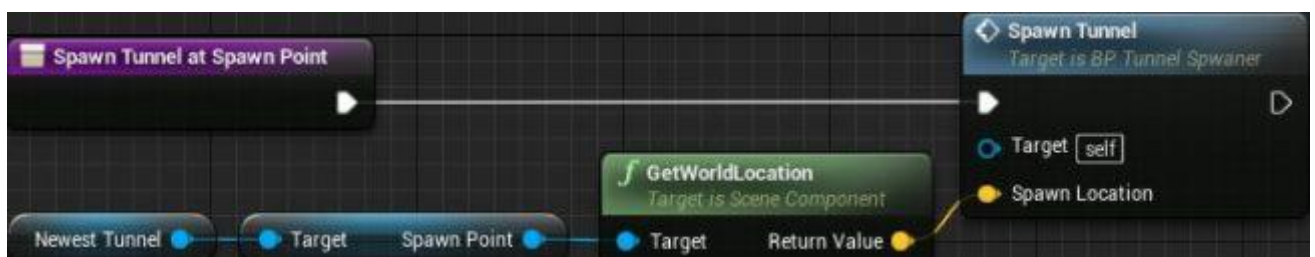 Spawn Tunnel at Spawn Point
Spawn Tunnel
Target is BP Tunnel Spwaner
Target self
Spawn Location
GetWorldLocation
Target is Scene Component
Newest Tunnel
Target Spawn Point
Target Return Value